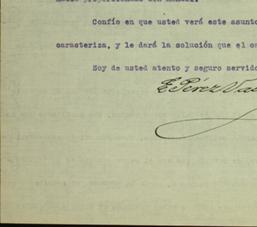 Confío en que usted verá este asunto
caracteriza, y le dará la solución que el
Soy de usted atento y seguro
E. Pérez